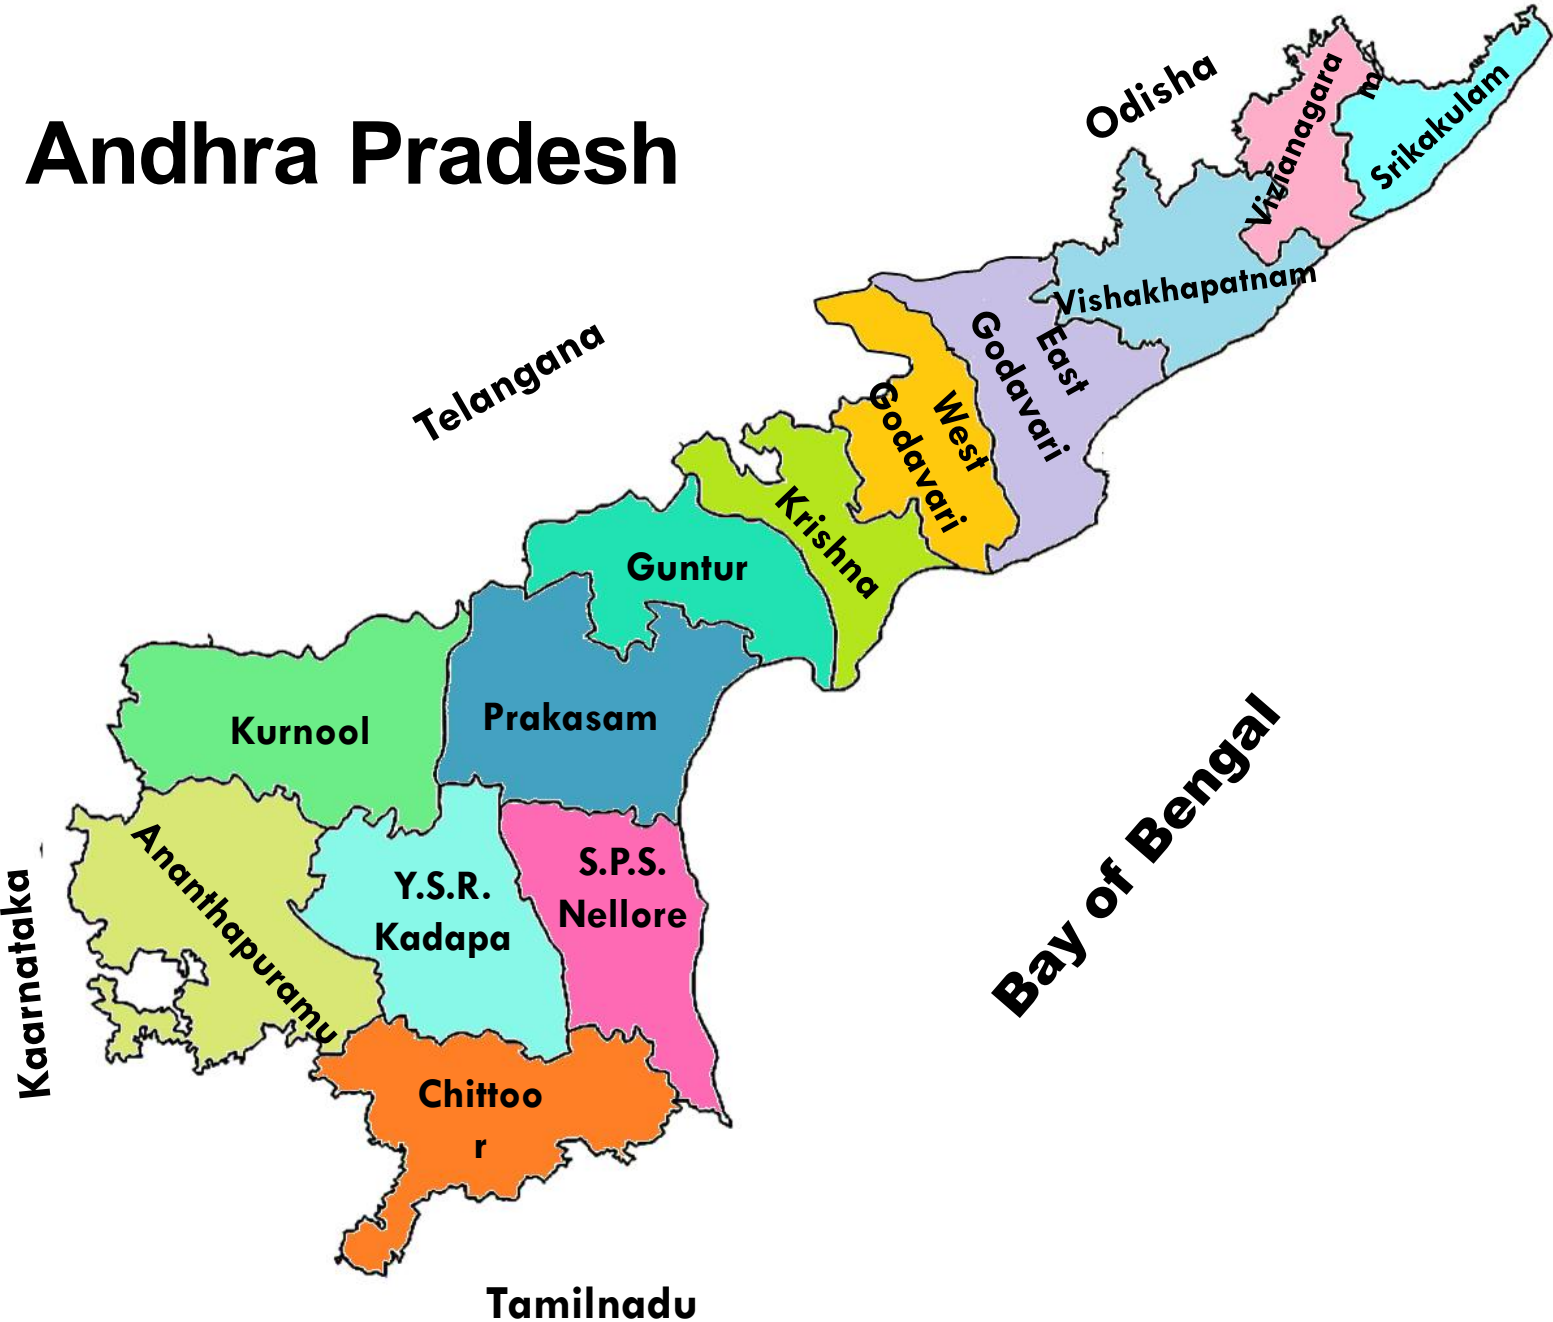 Andhra Pradesh
Odisha
Vizianagara
m
Srikakulam
Vishakhapatnam
Telangana
East
Godavari
West
Godavari
Krishna
Guntur
Prakasam
Kurnool
Bay of Bengal
Ananthapuramu
Y.S.R.
Kadapa
S.P.S.
Nellore
Kaarnataka
Chittoo
r
Tamilnadu